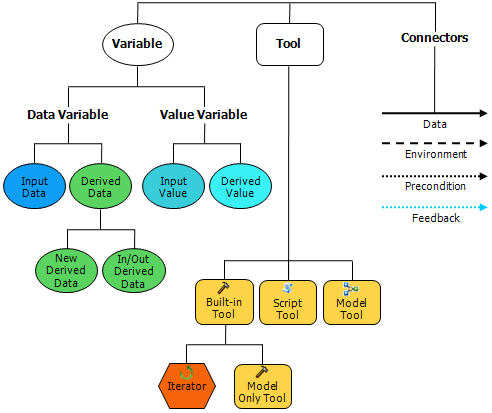 Variable
Tool
Connectors
Data Variable
Value Variable
Data
Environment
Precondition
Feedback
Input
Data
Derived
Data
Input
Value
Derived
Value
New
Derived
Data
In/Out
Derived
Data
Built-in
Tool
Script
Tool
Model
Tool
Iterator
Model
Only Tool